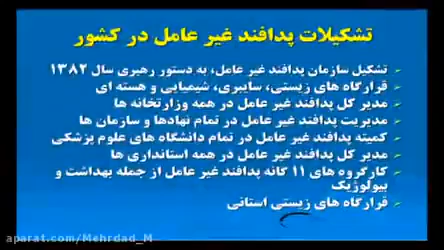 تشکیلات پدافند غیر عامل در کشور
تشکیل سازمان پدافند غیر عامل، به دستور رهبری سال ۱۳۸۲
قرارگاه های زیستی، سایبری، شیمیایی و هسته ای
مدیر کل پدافند غیر عامل در همه وزارتخانه ها
مدیریت پدافند غیر عامل در تمام نهادها و سازمان ها
کمیته پدافند غیر عامل در تمام دانشگاه های علوم پزشکی
مدیر کل پدافند غیر عامل در همه استانداری ها
کارگروه های ۱۱ گانه پدافند غیر عامل از جمله بهداشت و
بیولوژیک
قرارگاه های زیستی استانی
aparat.com/Mehrdad_M